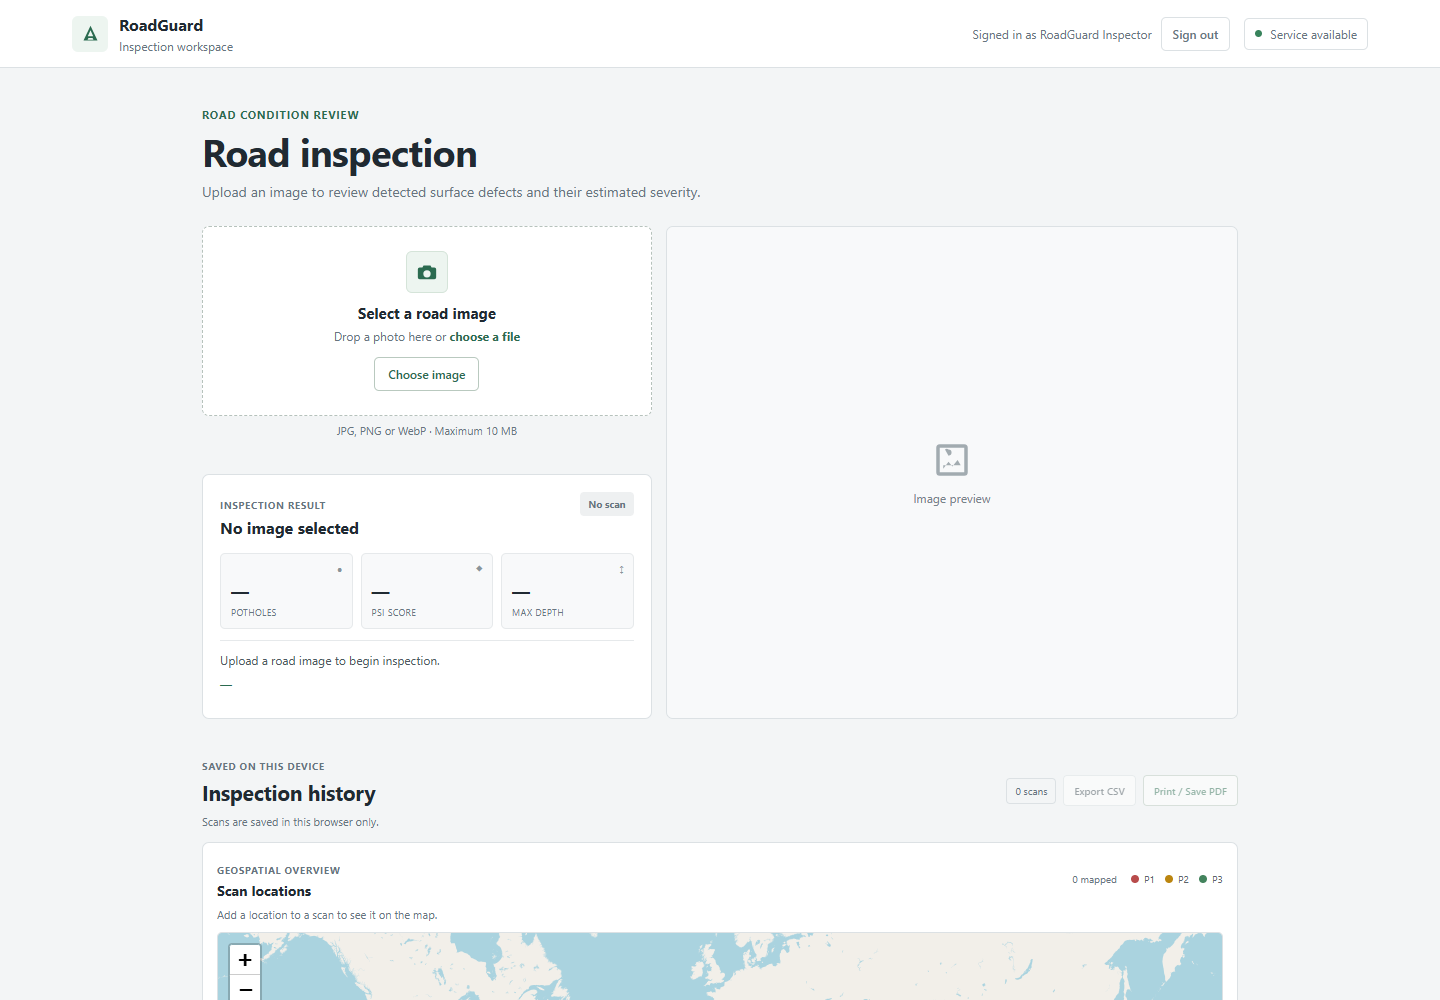 RoadGuard
Inspection workspace
Signed in as RoadGuard Inspector
Sign out
Service available
ROAD CONDITION REVIEW
Road inspection
Upload an image to review detected surface defects and their estimated severity.
Select a road image
Drop a photo here or choose a file
Choose image
JPG, PNG or WebP · Maximum 10 MB
Image preview
INSPECTION RESULT
No scan
No image selected
—
POTHOLES
—
PSI SCORE
—
MAX DEPTH
Upload a road image to begin inspection.
—
SAVED ON THIS DEVICE
Inspection history
Scans are saved in this browser only.
0 scans
Export CSV
Print / Save PDF
GEOSPATIAL OVERVIEW
Scan locations
Add a location to a scan to see it on the map.
0 mapped
P1
P2
P3
+
−